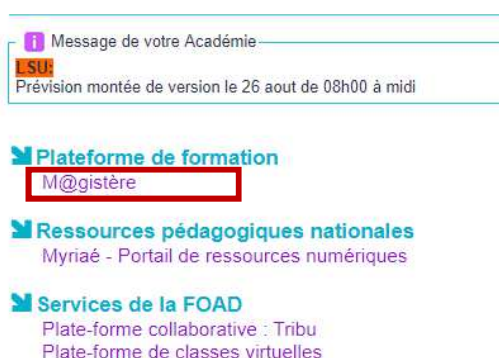 Message de votre Académie
LSU:
Prévision montée de version le 26 aout de 08h00 à midi
Plateforme de formation
M@gistère
Ressources pédagogiques nationales
Myriaé - Portail de ressources numériques
Services de la FOAD
Plate-forme collaborative : Tribu
Plate-forme de classes virtuelles